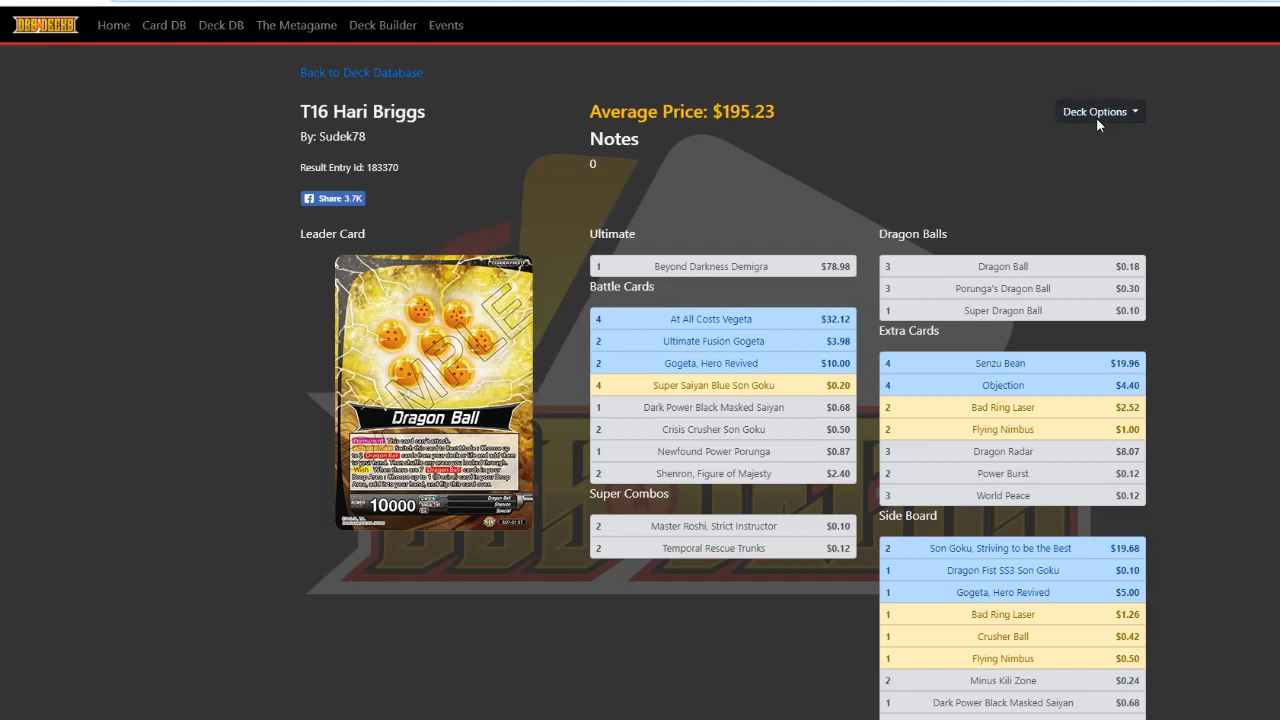 DBS DECKS Home Card DB Deck DB The Metagame Deck Builder Events
Back to Deck Database
T16 Hari Briggs
By: Sudek78
Result Entry Id: 183370
Share 3.7K
Average Price: $195.23
Notes
0
Deck Options
Leader Card
Dragon Ball
This card can't attack.
10000
Ultimate
1 Beyond Darkness Demigra $78.98
Battle Cards
4 At All Costs Vegeta $32.12
2 Ultimate Fusion Gogeta $3.98
2 Gogeta, Hero Revived $10.00
4 Super Saiyan Blue Son Goku $0.20
1 Dark Power Black Masked Saiyan $0.68
2 Crisis Crusher Son Goku $0.50
1 Newfound Power Porunga $0.87
2 Shenron, Figure of Majesty $2.40
Super Combos
2 Master Roshi, Strict Instructor $0.10
2 Temporal Rescue Trunks $0.12
Dragon Balls
3 Dragon Ball $0.18
3 Porunga's Dragon Ball $0.30
1 Super Dragon Ball $0.10
Extra Cards
4 Senzu Bean $19.96
4 Objection $4.40
2 Bad Ring Laser $2.52
2 Flying Nimbus $1.00
3 Dragon Radar $8.07
2 Power Burst $0.12
3 World Peace $0.12
Side Board
2 Son Goku, Striving to be the Best $19.68
1 Dragon Fist SS3 Son Goku $0.10
1 Gogeta, Hero Revived $5.00
1 Bad Ring Laser $1.26
1 Crusher Ball $0.42
1 Flying Nimbus $0.50
2 Minus Kili Zone $0.24
1 Dark Power Black Masked Saiyan $0.68